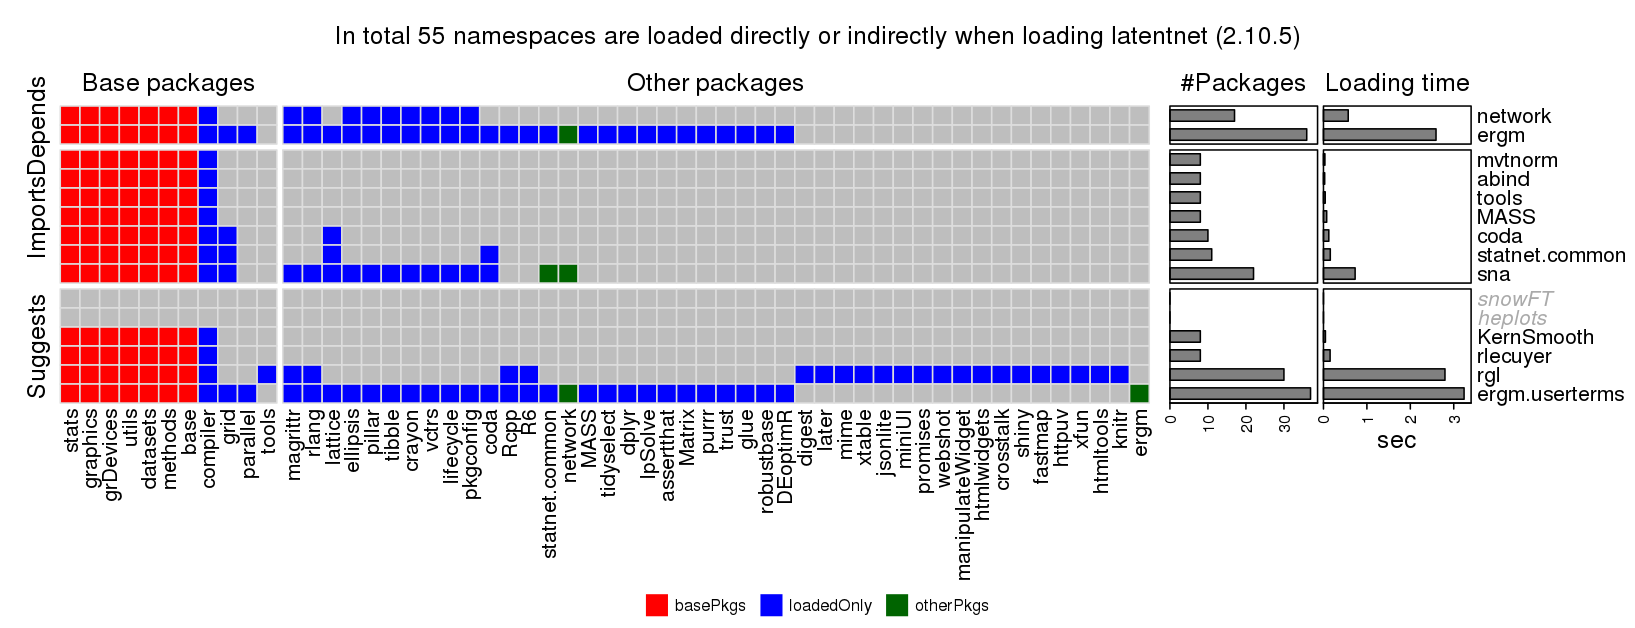 In total 55 namespaces are loaded directly or indirectly when loading latentnet (2.10.5)
Base packages
Other packages
#Packages
Loading time
Depends
Imports
Suggests
network
ergm
mvtnorm
abind
tools
MASS
coda
statnet.common
sna
snowFT
heplots
KernSmooth
rlecuyer
rgl
ergm.userterms
stats
graphics
grDevices
utils
datasets
methods
base
compiler
grid
parallel
tools
magrittr
rlang
lattice
ellipsis
pillar
tibble
crayon
vctrs
lifecycle
pkgconfig
coda
Rcpp
R6
statnet.common
network
MASS
tidyselect
dplyr
lpSolve
assertthat
Matrix
purrr
trust
glue
robustbase
DEoptimR
digest
later
mime
xtable
jsonlite
miniUI
promises
webshot
manipulateWidget
htmlwidgets
crosstalk
shiny
fastmap
httpuv
xfun
htmltools
knitr
ergm
0 10 20 30
0 1 2 3
sec
basePkgs loadedOnly otherPkgs